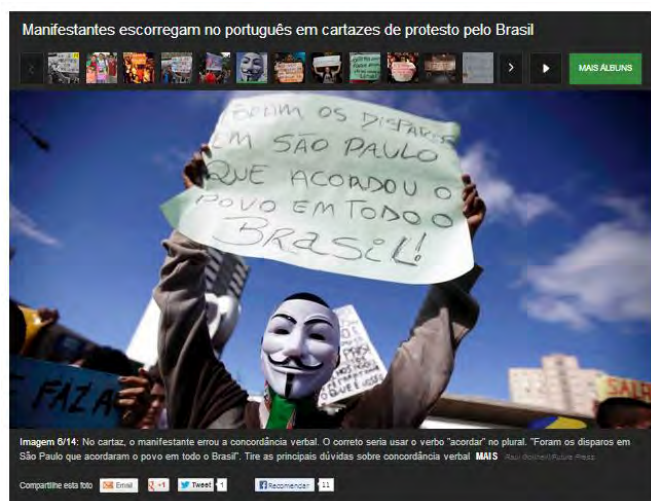 Manifestantes escorregam no português em cartazes de protesto pelo Brasil
MAIS ÁLBUNS
FORAM OS DISPAROS
EM SÃO PAULO
QUE ACORDOU O
POVO EM TODO O
BRASIL!
FAZA
SALÁ
Imagem 6/14: No cartaz, o manifestante errou a concordância verbal. O correto seria usar o verbo "acordar" no plural. "Foram os disparos em
São Paulo que acordaram o povo em todo o Brasil". Tire as principais dúvidas sobre concordância verbal MAIS
Compartilhe esta foto Email +1 Tweet 1 Recomendar 11